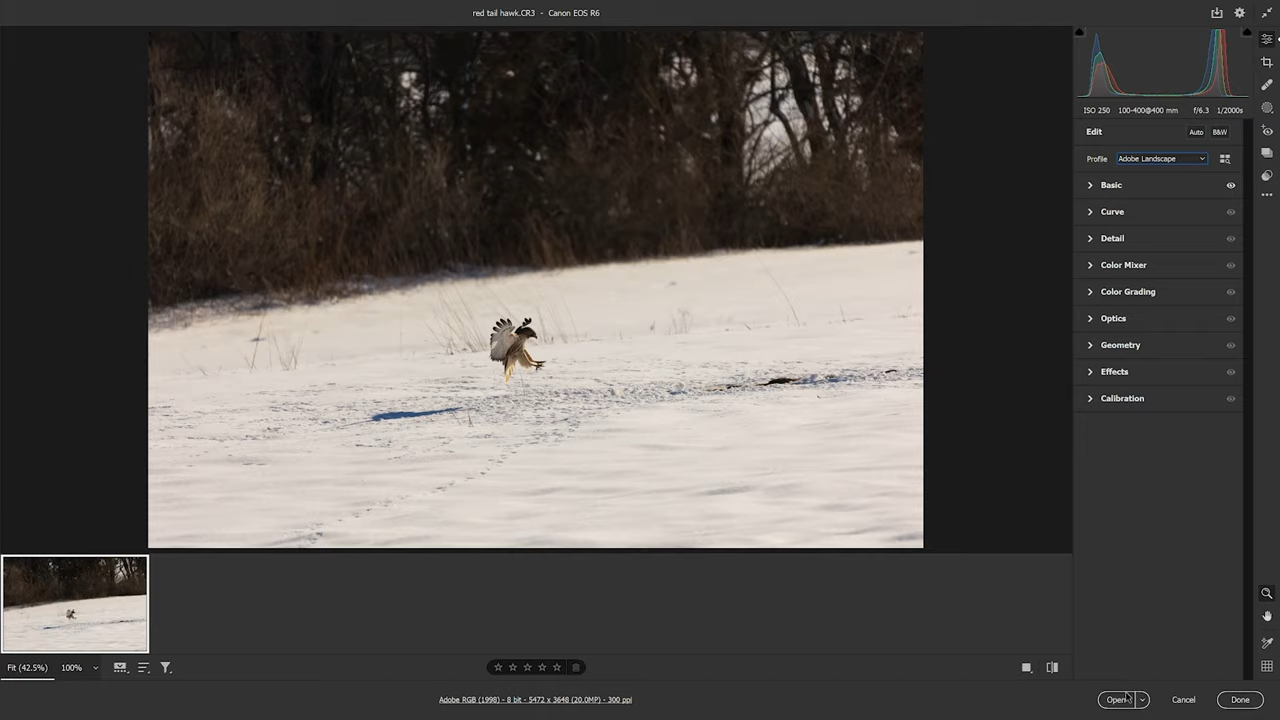 red tail hawk.CR3 - Canon EOS R6
ISO 250 100-400@400 mm f/6.3 1/2000s
Edit Auto B&W
Profile Adobe Landscape
Basic
Curve
Detail
Color Mixer
Color Grading
Optics
Geometry
Effects
Calibration
Fit (42.5%) 100%
Adobe RGB (1998) - 8 bit - 5472 x 3648 (20.0MP) - 300 ppi
Open Cancel Done